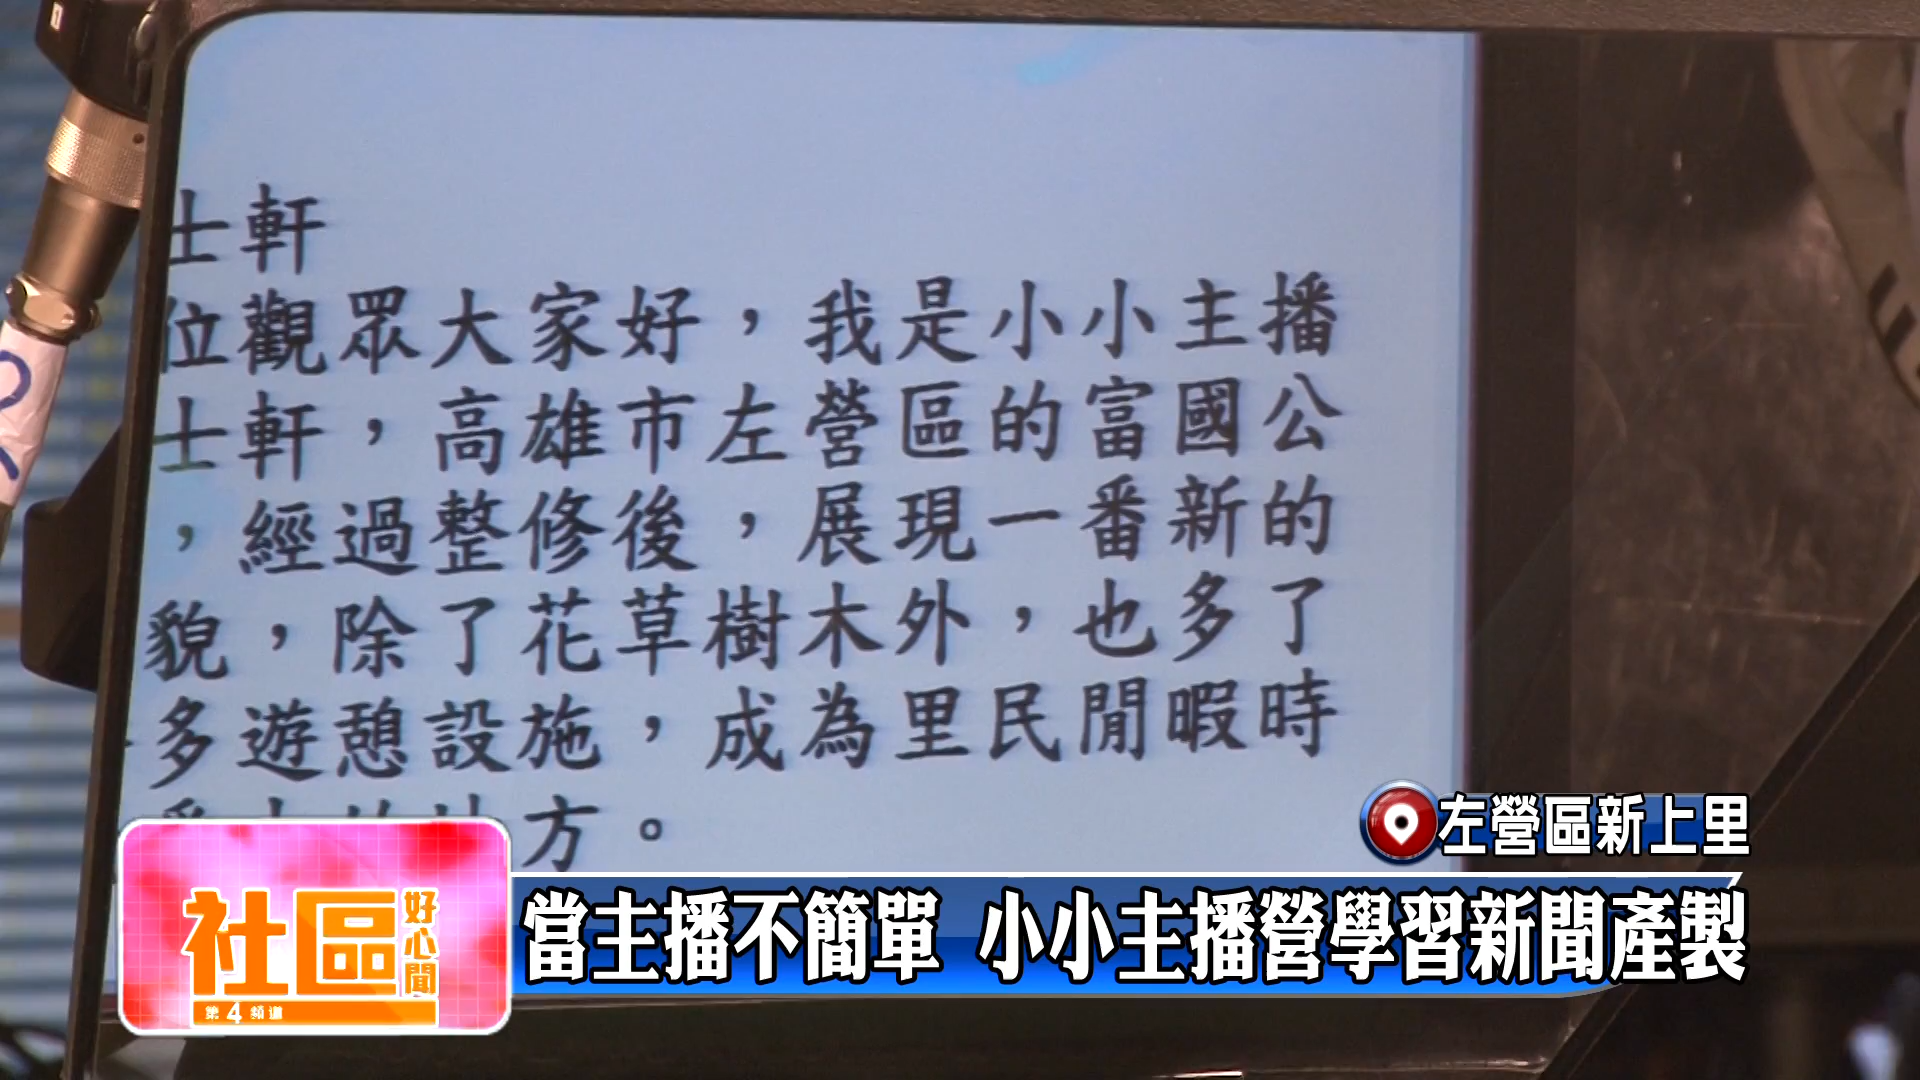 士軒
位觀眾大家好，我是小小主播
士軒，高雄市左營區的富國公
，經過整修後，展現一番新的
貌，除了花草樹木外，也多了
多遊憩設施，成為里民閒暇時
方。
左營區新上里
當主播不簡單 小小主播營學習新聞產製
社區好心聞
第4頻道